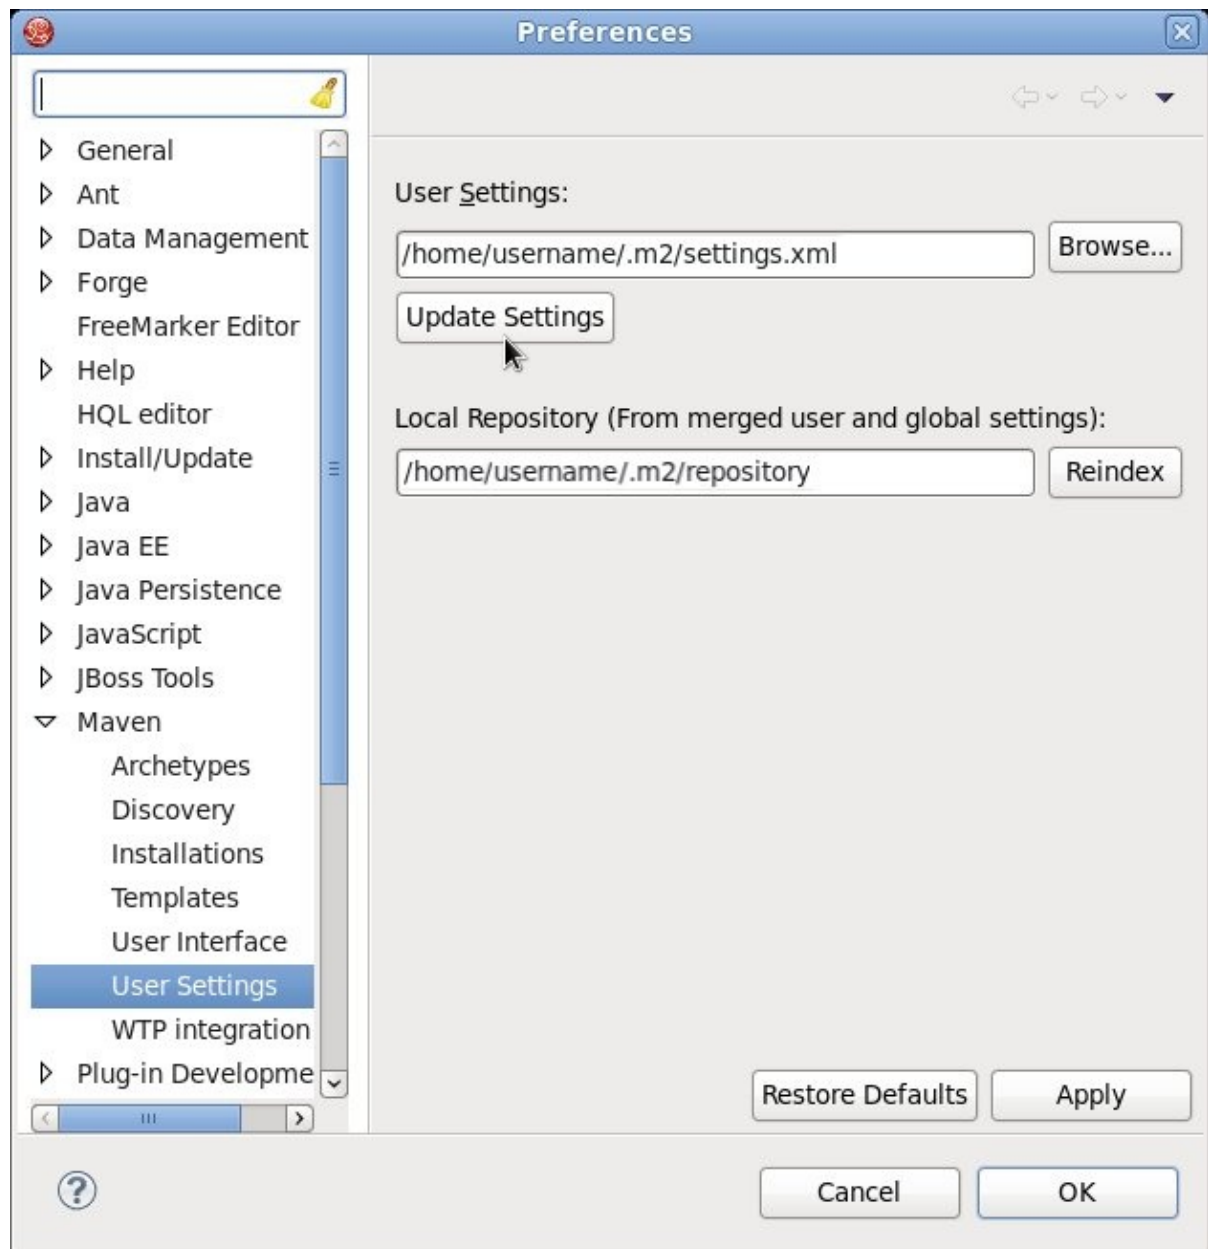 Preferences
General
Ant
Data Management
Forge
FreeMarker Editor
Help
HQL editor
Install/Update
Java
Java EE
Java Persistence
JavaScript
JBoss Tools
Maven
Archetypes
Discovery
Installations
Templates
User Interface
User Settings
WTP integration
Plug-in Developme
User Settings:
/home/username/.m2/settings.xml
Browse...
Update Settings
Local Repository (From merged user and global settings):
/home/username/.m2/repository
Reindex
Restore Defaults
Apply
?
Cancel
OK